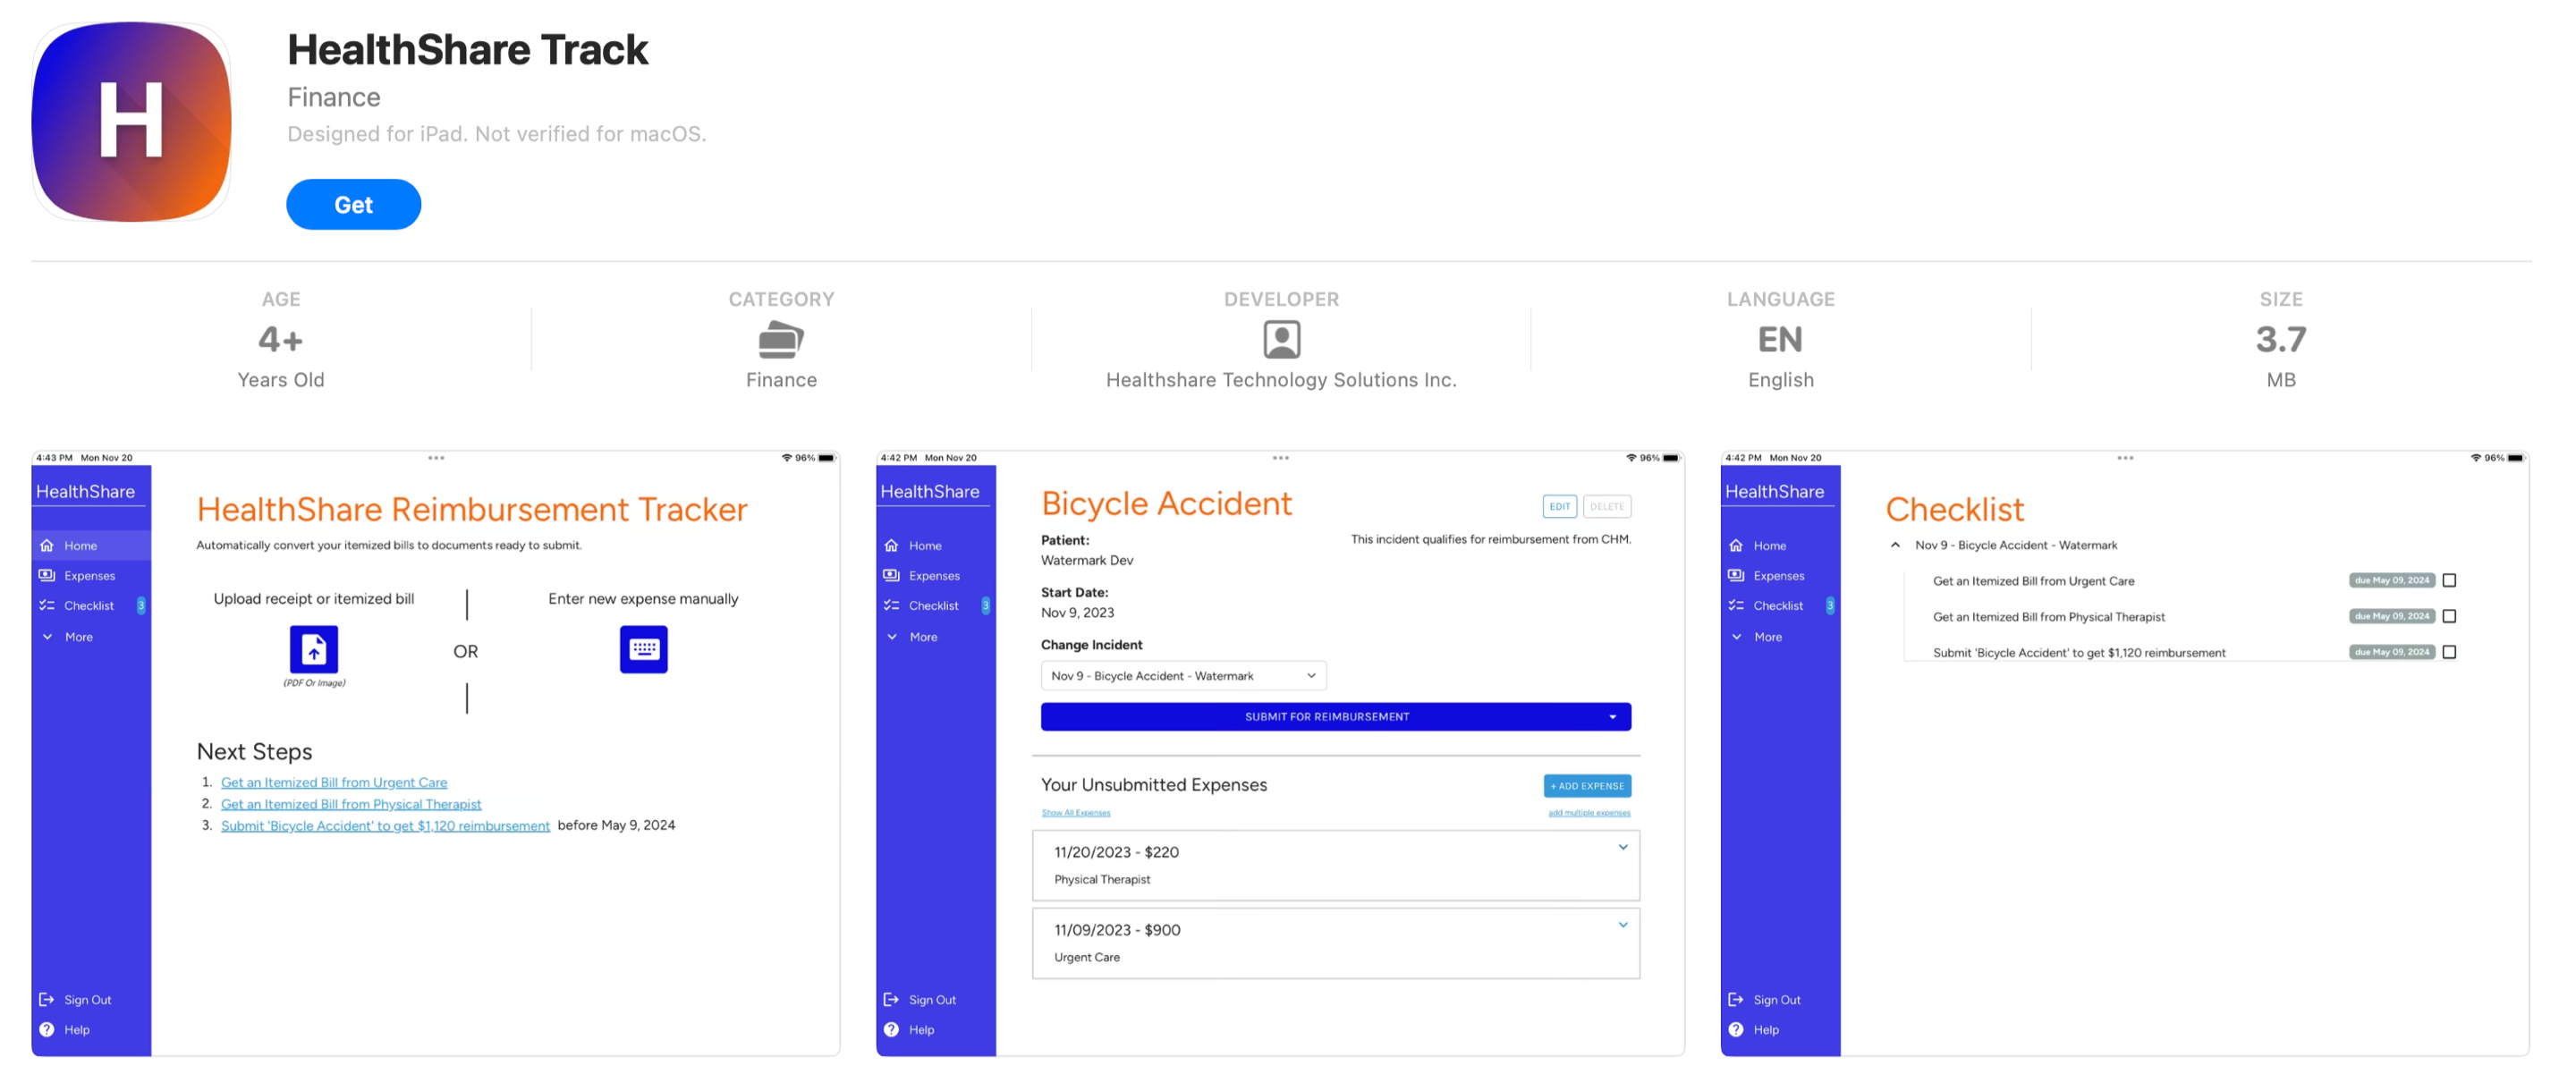 H
HealthShare Track
Finance
Designed for iPad. Not verified for macOS.
Get
AGE
4+
Years Old
CATEGORY
Finance
DEVELOPER
Healthshare Technology Solutions Inc.
LANGUAGE
EN
English
SIZE
3.7
MB
4:43 PM Mon Nov 20
96%
HealthShare
Home
Expenses
Checklist 3
More
Sign Out
Help
HealthShare Reimbursement Tracker
Automatically convert your itemized bills to documents ready to submit.
Upload receipt or itemized bill
(PDF Or Image)
OR
Enter new expense manually
Next Steps
1. Get an Itemized Bill from Urgent Care
2. Get an Itemized Bill from Physical Therapist
3. Submit 'Bicycle Accident' to get $1,120 reimbursement before May 9, 2024
4:42 PM Mon Nov 20
96%
HealthShare
Home
Expenses
Checklist 3
More
Sign Out
Help
Bicycle Accident
EDIT DELETE
Patient:
Watermark Dev
This incident qualifies for reimbursement from CHM.
Start Date:
Nov 9, 2023
Change Incident
Nov 9 - Bicycle Accident - Watermark
SUBMIT FOR REIMBURSEMENT
Your Unsubmitted Expenses
+ ADD EXPENSE
Show All Expenses
add multiple expenses
11/20/2023 - $220
Physical Therapist
11/09/2023 - $900
Urgent Care
4:42 PM Mon Nov 20
96%
HealthShare
Home
Expenses
Checklist 3
More
Sign Out
Help
Checklist
Nov 9 - Bicycle Accident - Watermark
Get an Itemized Bill from Urgent Care due May 09, 2024
Get an Itemized Bill from Physical Therapist due May 09, 2024
Submit 'Bicycle Accident' to get $1,120 reimbursement due May 09, 2024